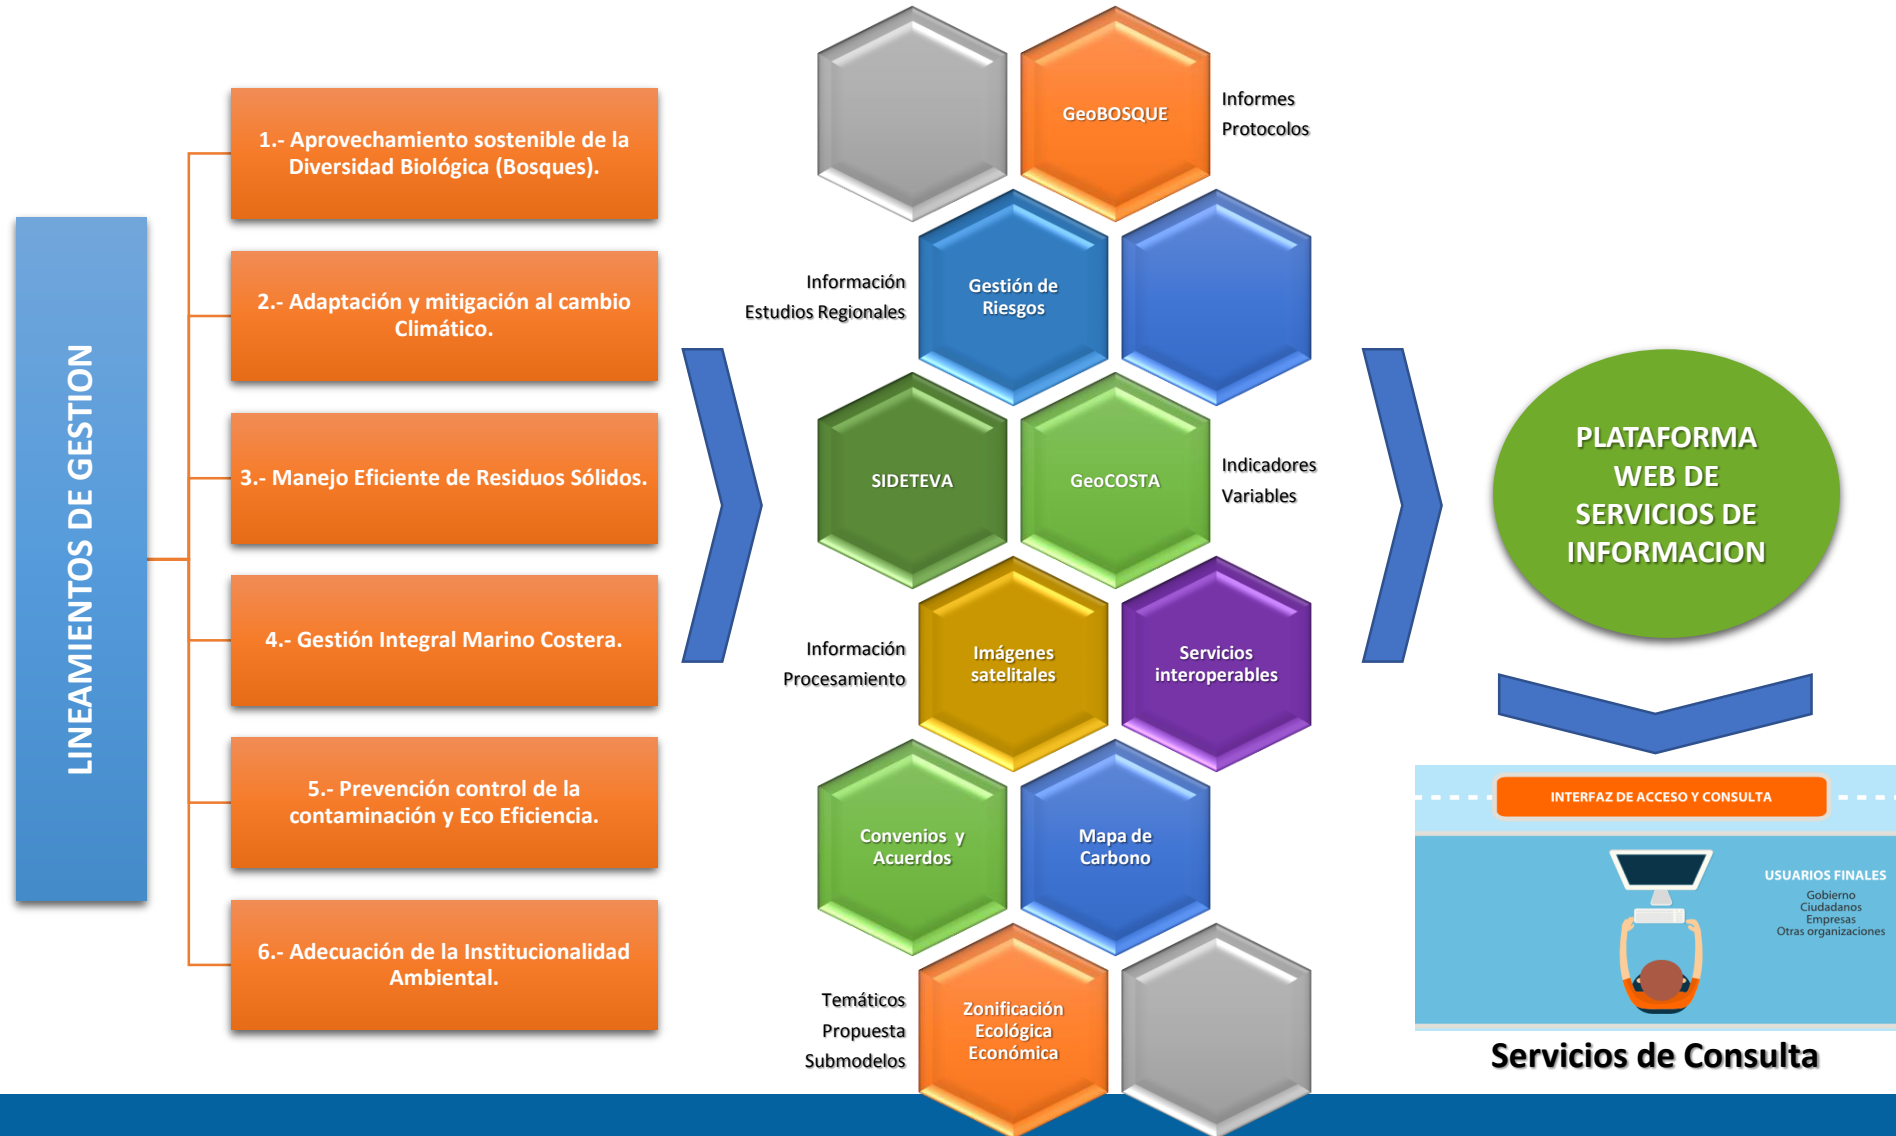 LINEAMIENTOS DE GESTION
1.- Aprovechamiento sostenible de la
Diversidad Biológica (Bosques).
2.- Adaptación y mitigación al cambio
Climático.
3.- Manejo Eficiente de Residuos Sólidos.
4.- Gestión Integral Marino Costera.
5.- Prevención control de la
contaminación y Eco Eficiencia.
6.- Adecuación de la Institucionalidad
Ambiental.
GeoBOSQUE
Informes
Protocolos
Información
Estudios Regionales
Gestión de
Riesgos
SIDETEVA
GeoCOSTA
Indicadores
Variables
Información
Procesamiento
Imágenes
satelitales
Servicios
interoperables
Convenios y
Acuerdos
Mapa de
Carbono
Temáticos
Propuesta
Submodelos
Zonificación
Ecológica
Económica
PLATAFORMA
WEB DE
SERVICIOS DE
INFORMACION
INTERFAZ DE ACCESO Y CONSULTA
USUARIOS FINALES
Gobierno
Ciudadanos
Empresas
Otras organizaciones
Servicios de Consulta